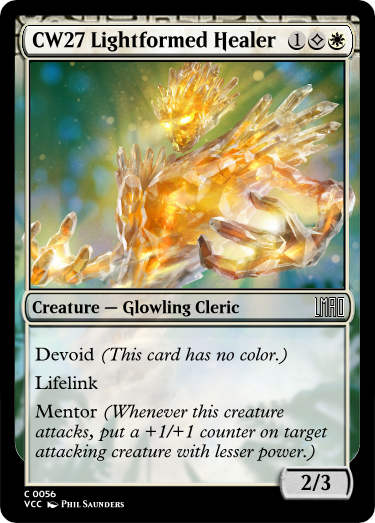 CW27 Lightformed Healer 1
Creature — Glowling Cleric LMAO
Devoid (This card has no color.)
Lifelink
Mentor (Whenever this creature
attacks, put a +1/+1 counter on target
attacking creature with lesser power.)
2/3
C 0056
VCC Phil Saunders